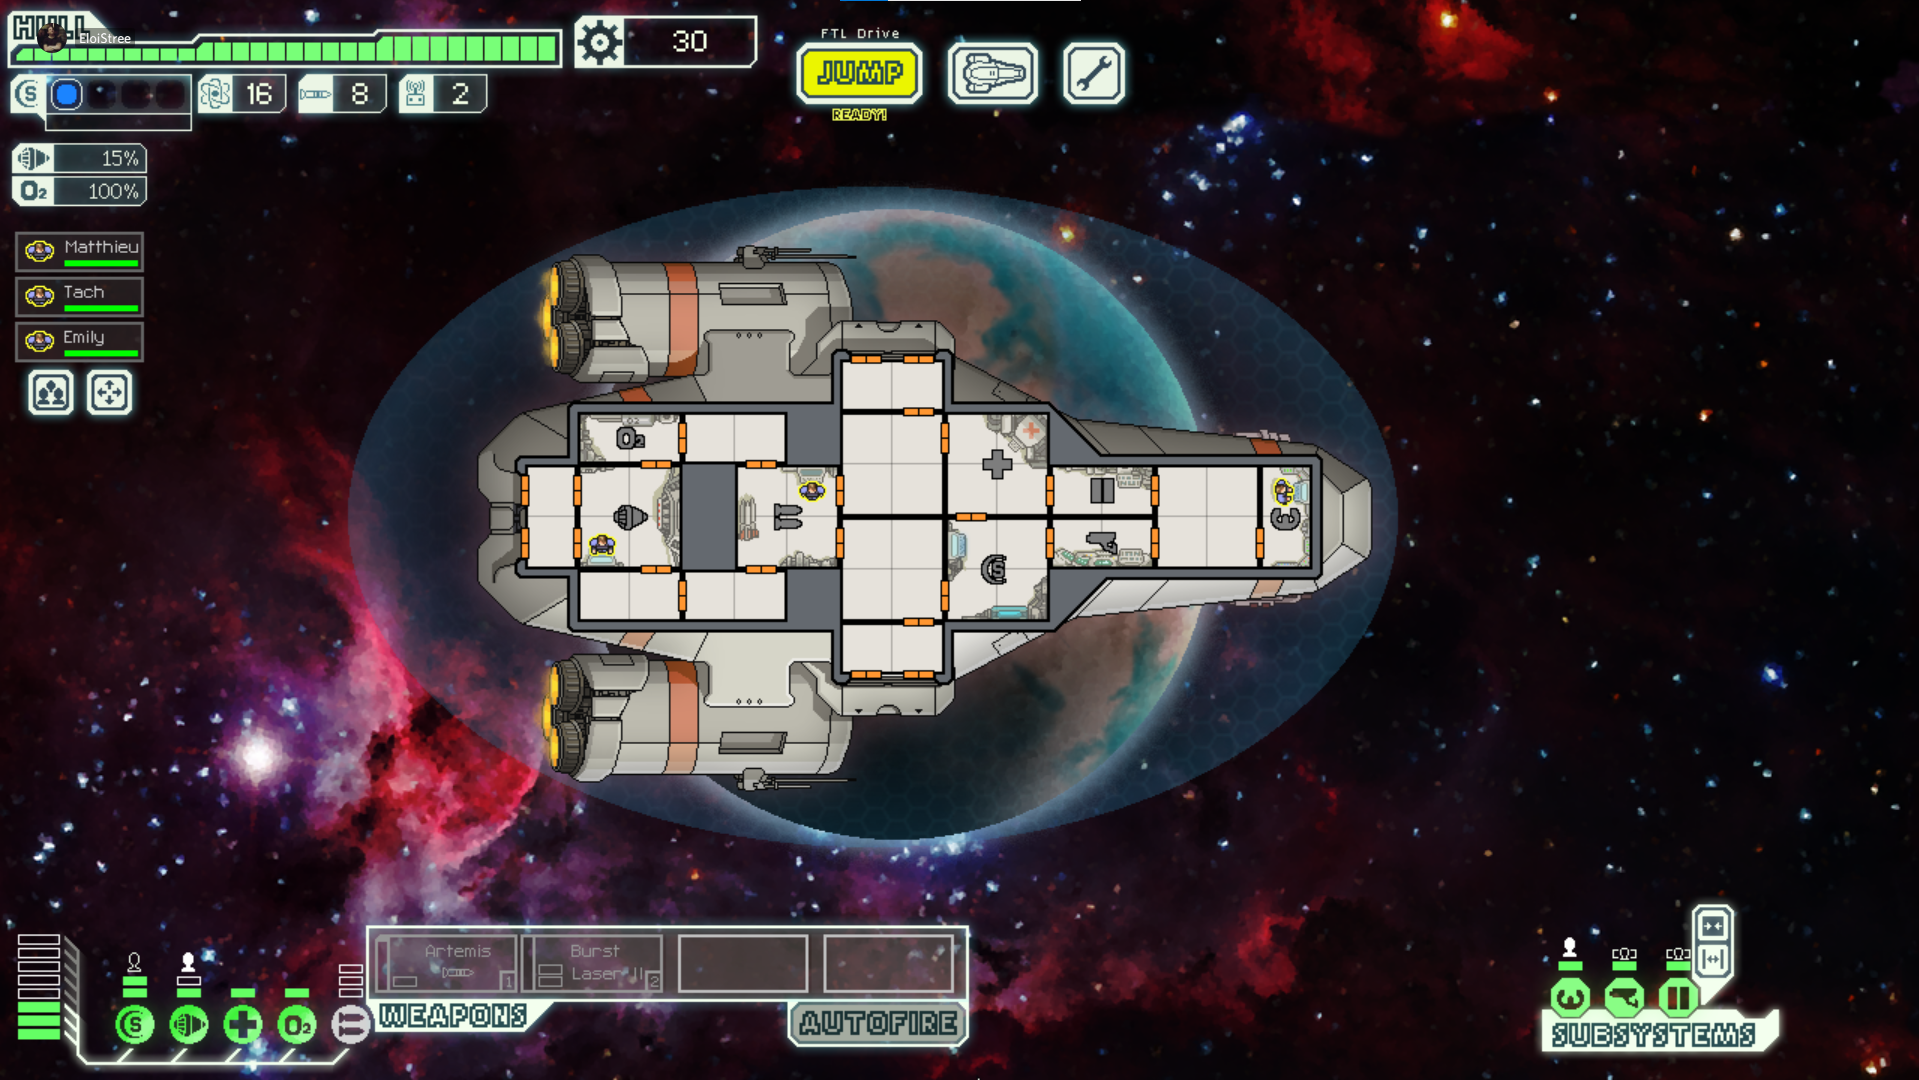 HULL
EloiStree
30
FTL Drive
JUMP
READY!
S
16
8
2
15%
O2
100%
Matthieu
Tach
Emily
O2
S
Artemis
1
Burst
Laser II
2
WEAPONS
AUTOFIRE
S
O2
SUBSYSTEMS